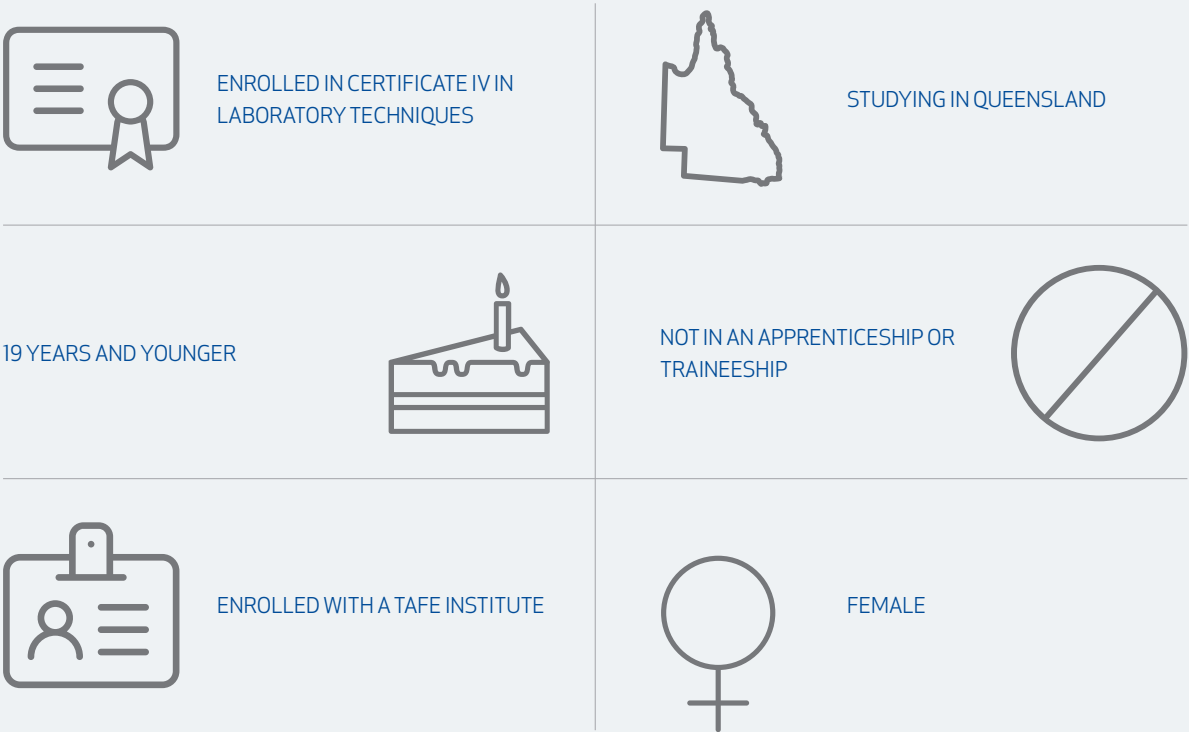 ENROLLED IN CERTIFICATE IV IN
LABORATORY TECHNIQUES
STUDYING IN QUEENSLAND
19 YEARS AND YOUNGER
NOT IN AN APPRENTICESHIP OR
TRAINEESHIP
ENROLLED WITH A TAFE INSTITUTE
FEMALE